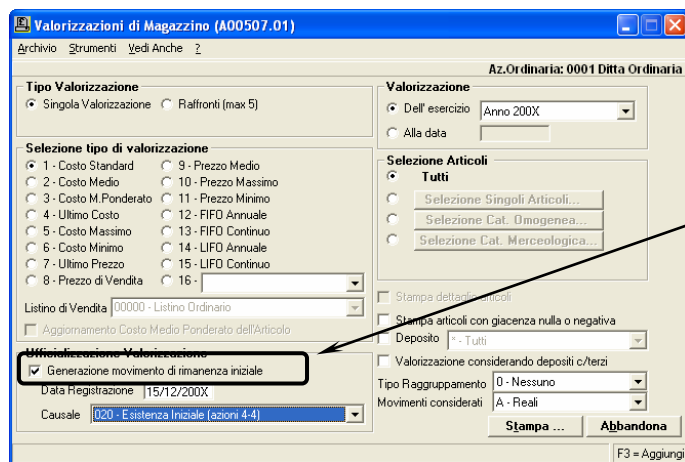 Valorizzazioni di Magazzino (A00507.01)
Archivio Strumenti Vedi Anche ?
Az.Ordinaria: 0001 Ditta Ordinaria
Tipo Valorizzazione
Singola Valorizzazione Raffronti (max 5)
Selezione tipo di valorizzazione
1 - Costo Standard 9 - Prezzo Medio
2 - Costo Medio 10 - Prezzo Massimo
3 - Costo M.Ponderato 11 - Prezzo Minimo
4 - Ultimo Costo 12 - FIFO Annuale
5 - Costo Massimo 13 - FIFO Continuo
6 - Costo Minimo 14 - LIFO Annuale
7 - Ultimo Prezzo 15 - LIFO Continuo
8 - Prezzo di Vendita 16 -
Listino di Vendita 00000 - Listino Ordinario
Aggiornamento Costo Medio Ponderato dell'Articolo
Ufficializzazione Valorizzazione
Generazione movimento di rimanenza iniziale
Data Registrazione 15/12/200X
Causale 020 - Esistenza Iniziale (azioni 4-4)
Valorizzazione
Dell' esercizio Anno 200X
Alla data
Selezione Articoli
Tutti
Selezione Singoli Articoli...
Selezione Cat. Omogenea...
Selezione Cat. Merceologica...
Stampa dettaglio articoli
Stampa articoli con giacenza nulla o negativa
Deposito * - Tutti
Valorizzazione considerando depositi c/terzi
Tipo Raggruppamento 0 - Nessuno
Movimenti considerati A - Reali
Stampa ... Abbandona
F3 = Aggiungi